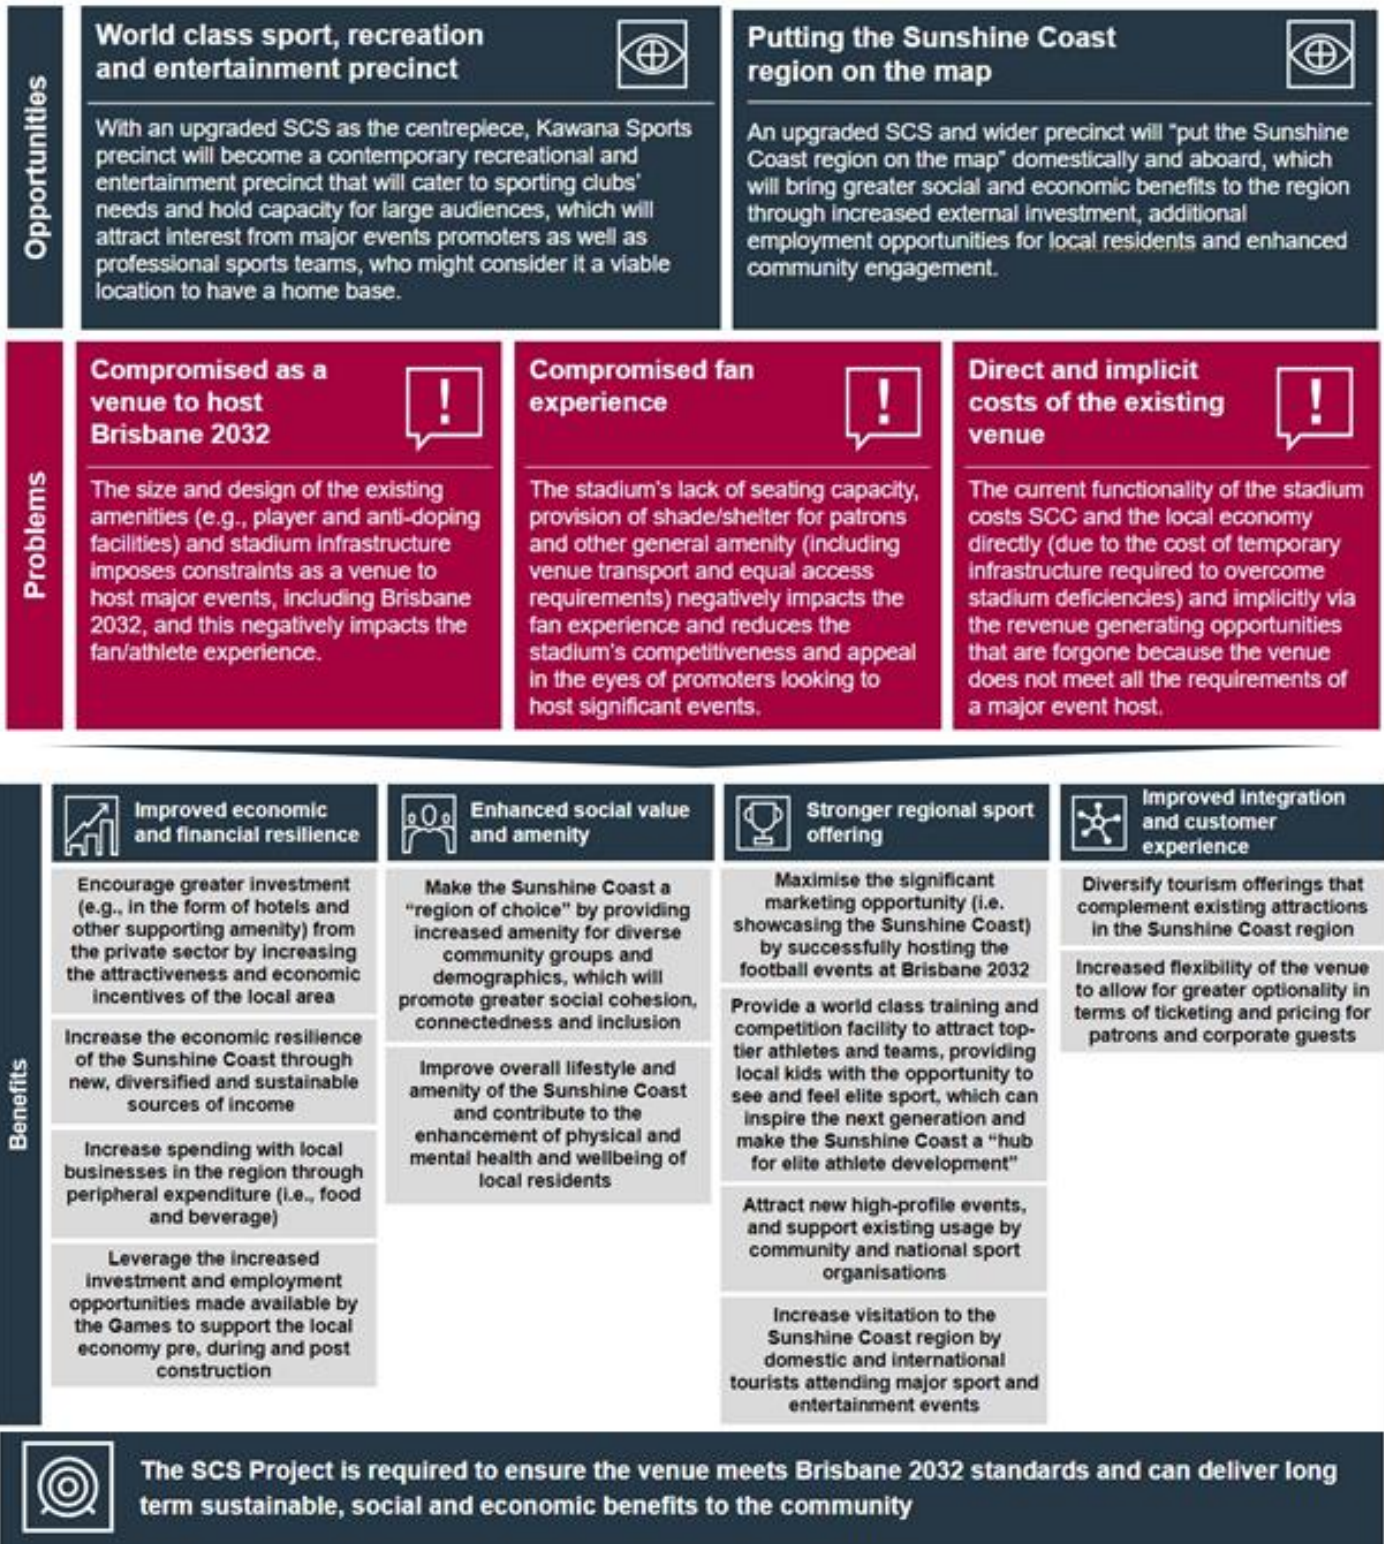 Opportunities
World class sport, recreation
and entertainment precinct
With an upgraded SCS as the centrepiece, Kawana Sports
precinct will become a contemporary recreational and
entertainment precinct that will cater to sporting clubs'
needs and hold capacity for large audiences, which will
attract interest from major events promoters as well as
professional sports teams, who might consider it a viable
location to have a home base.
Putting the Sunshine Coast
region on the map
An upgraded SCS and wider precinct will "put the Sunshine
Coast region on the map" domestically and aboard, which
will bring greater social and economic benefits to the region
through increased external investment, additional
employment opportunities for local residents and enhanced
community engagement.
Problems
Compromised as a
venue to host
Brisbane 2032
The size and design of the existing
amenities (e.g., player and anti-doping
facilities) and stadium infrastructure
imposes constraints as a venue to
host major events, including Brisbane
2032, and this negatively impacts the
fan/athlete experience.
Compromised fan
experience
The stadium's lack of seating capacity,
provision of shade/shelter for patrons
and other general amenity (including
venue transport and equal access
requirements) negatively impacts the
fan experience and reduces the
stadium's competitiveness and appeal
in the eyes of promoters looking to
host significant events.
Direct and implicit
costs of the existing
venue
The current functionality of the stadium
costs SCC and the local economy
directly (due to the cost of temporary
infrastructure required to overcome
stadium deficiencies) and implicitly via
the revenue generating opportunities
that are forgone because the venue
does not meet all the requirements of
a major event host.
Benefits
Improved economic
and financial resilience
Encourage greater investment
(e.g., in the form of hotels and
other supporting amenity) from
the private sector by increasing
the attractiveness and economic
incentives of the local area
Increase the economic resilience
of the Sunshine Coast through
new, diversified and sustainable
sources of income
Increase spending with local
businesses in the region through
peripheral expenditure (i.e., food
and beverage)
Leverage the increased
investment and employment
opportunities made available by
the Games to support the local
economy pre, during and post
construction
Enhanced social value
and amenity
Make the Sunshine Coast a
"region of choice" by providing
increased amenity for diverse
community groups and
demographics, which will
promote greater social cohesion,
connectedness and inclusion
Improve overall lifestyle and
amenity of the Sunshine Coast
and contribute to the
enhancement of physical and
mental health and wellbeing of
local residents
Stronger regional sport
offering
Maximise the significant
marketing opportunity (i.e.
showcasing the Sunshine Coast)
by successfully hosting the
football events at Brisbane 2032
Provide a world class training and
competition facility to attract top-
tier athletes and teams, providing
local kids with the opportunity to
see and feel elite sport, which can
inspire the next generation and
make the Sunshine Coast a "hub
for elite athlete development"
Attract new high-profile events,
and support existing usage by
community and national sport
organisations
Increase visitation to the
Sunshine Coast region by
domestic and international
tourists attending major sport and
entertainment events
Improved integration
and customer
experience
Diversify tourism offerings that
complement existing attractions
in the Sunshine Coast region
Increased flexibility of the venue
to allow for greater optionality in
terms of ticketing and pricing for
patrons and corporate guests
The SCS Project is required to ensure the venue meets Brisbane 2032 standards and can deliver long
term sustainable, social and economic benefits to the community